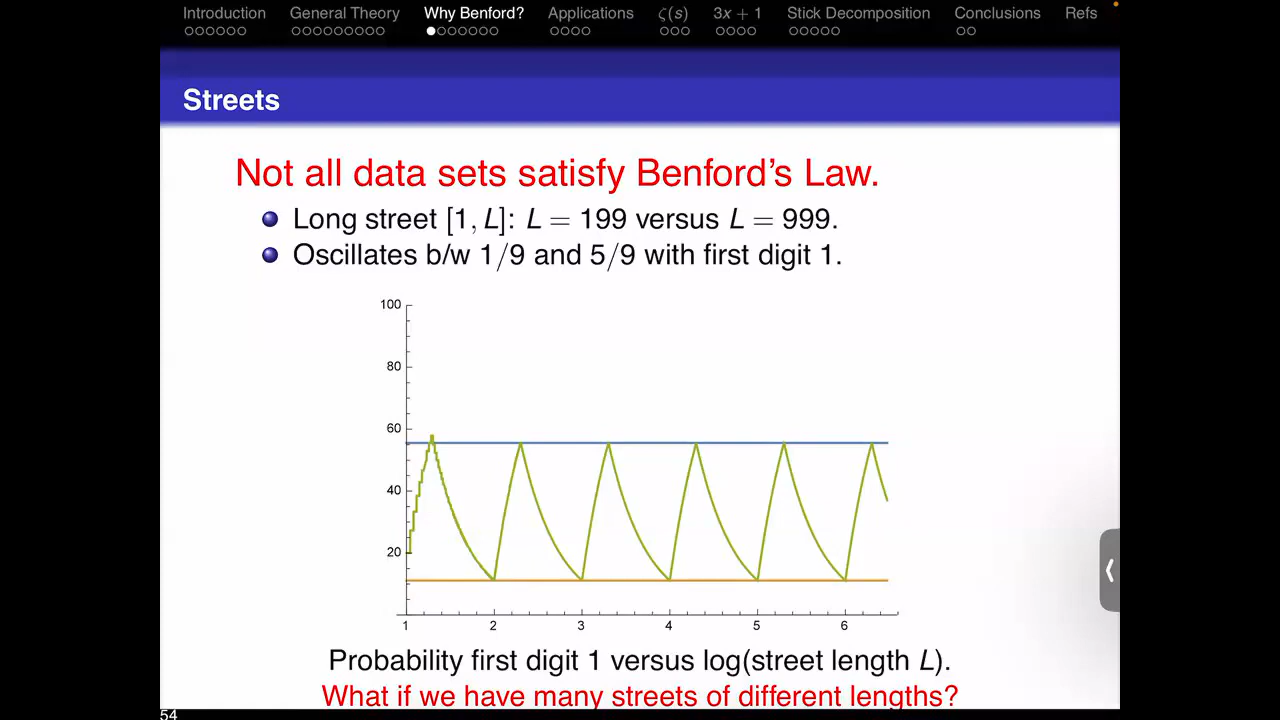 Introduction General Theory Why Benford? Applications ζ(s) 3x + 1 Stick Decomposition Conclusions Refs
Streets
Not all data sets satisfy Benford's Law.
Long street [1, L]: L = 199 versus L = 999.
Oscillates b/w 1/9 and 5/9 with first digit 1.
100
80
60
40
20
1 2 3 4 5 6
Probability first digit 1 versus log(street length L).
What if we have many streets of different lengths?
54